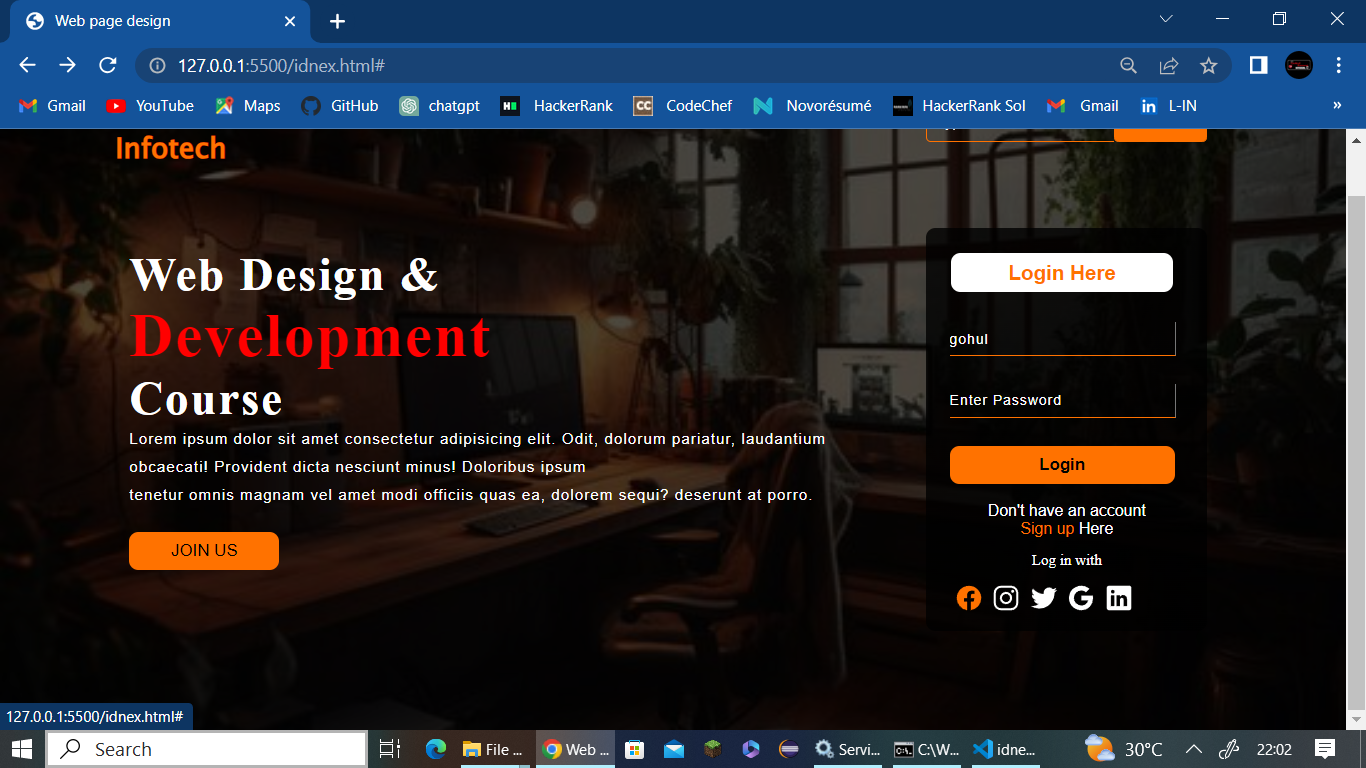 Web page design
127.0.0.1:5500/idnex.html#
Gmail YouTube Maps GitHub chatgpt HackerRank CodeChef Novorésumé HackerRank Sol Gmail L-IN »
Infotech
Web Design &
Development
Course
Lorem ipsum dolor sit amet consectetur adipisicing elit. Odit, dolorum pariatur, laudantium
obcaecati! Provident dicta nesciunt minus! Doloribus ipsum
tenetur omnis magnam vel amet modi officiis quas ea, dolorem sequi? deserunt at porro.
JOIN US
Login Here
gohul
Enter Password
Login
Don't have an account
Sign up Here
Log in with
127.0.0.1:5500/idnex.html#
Search File ... Web ... Servi... C:\W... idne... 30°C 22:02